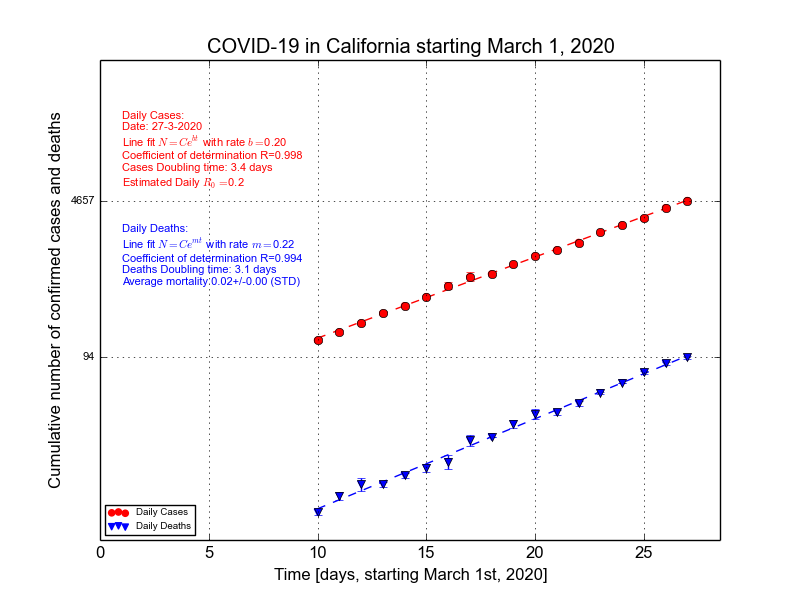 COVID-19 in California starting March 1, 2020
Cumulative number of confirmed cases and deaths
4657
94
Daily Cases:
Date: 27-3-2020
Line fit N=Ce^{bt} with rate b=0.20
Coefficient of determination R=0.998
Cases Doubling time: 3.4 days
Estimated Daily R_0=0.2
Daily Deaths:
Line fit N=Ce^{mt} with rate m=0.22
Coefficient of determination R=0.994
Deaths Doubling time: 3.1 days
Average mortality:0.02+/-0.00 (STD)
Daily Cases
Daily Deaths
0 5 10 15 20 25
Time [days, starting March 1st, 2020]